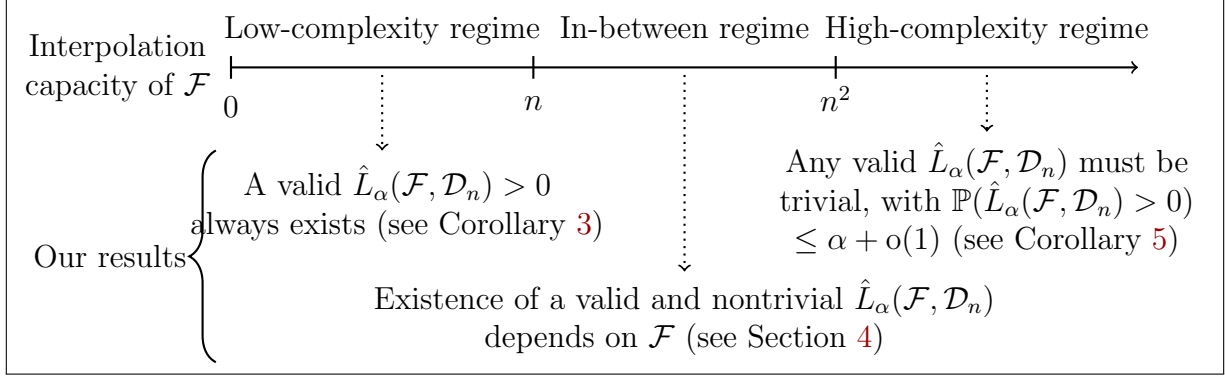 Low-complexity regime In-between regime High-complexity regime
Interpolation
capacity of 𝓕
0 n n²
A valid L̂_α(𝓕, 𝓓_n) > 0
always exists (see Corollary 3)
Any valid L̂_α(𝓕, 𝓓_n) must be
trivial, with ℙ(L̂_α(𝓕, 𝓓_n) > 0)
≤ α + o(1) (see Corollary 5)
Our results
Existence of a valid and nontrivial L̂_α(𝓕, 𝓓_n)
depends on 𝓕 (see Section 4)